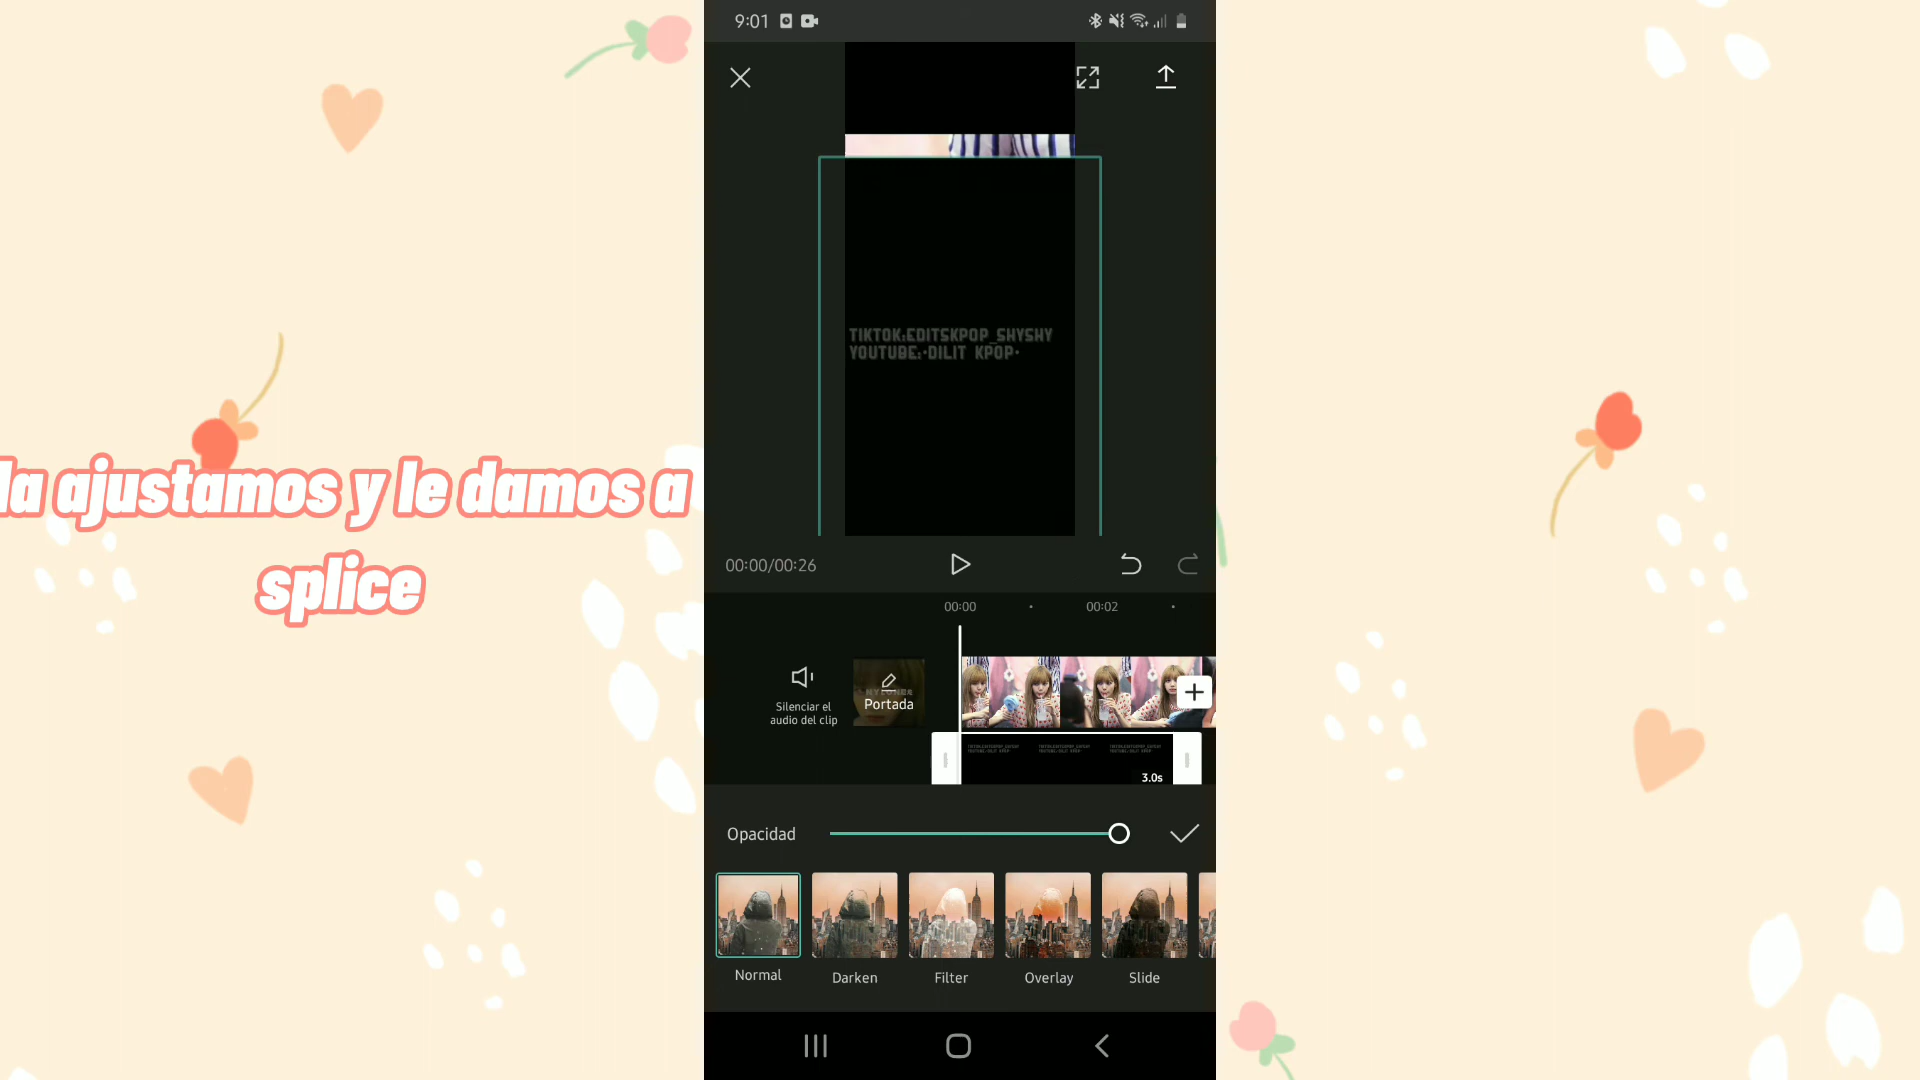 9:01
TIKTOK:EDITSKPOP_SHYSHY
YOUTUBE:•DILIT KPOP•
la ajustamos y le damos a
splice
00:00/00:26
00:00
00:02
Silenciar el
audio del clip
Portada
3.0s
Opacidad
Normal
Darken
Filter
Overlay
Slide